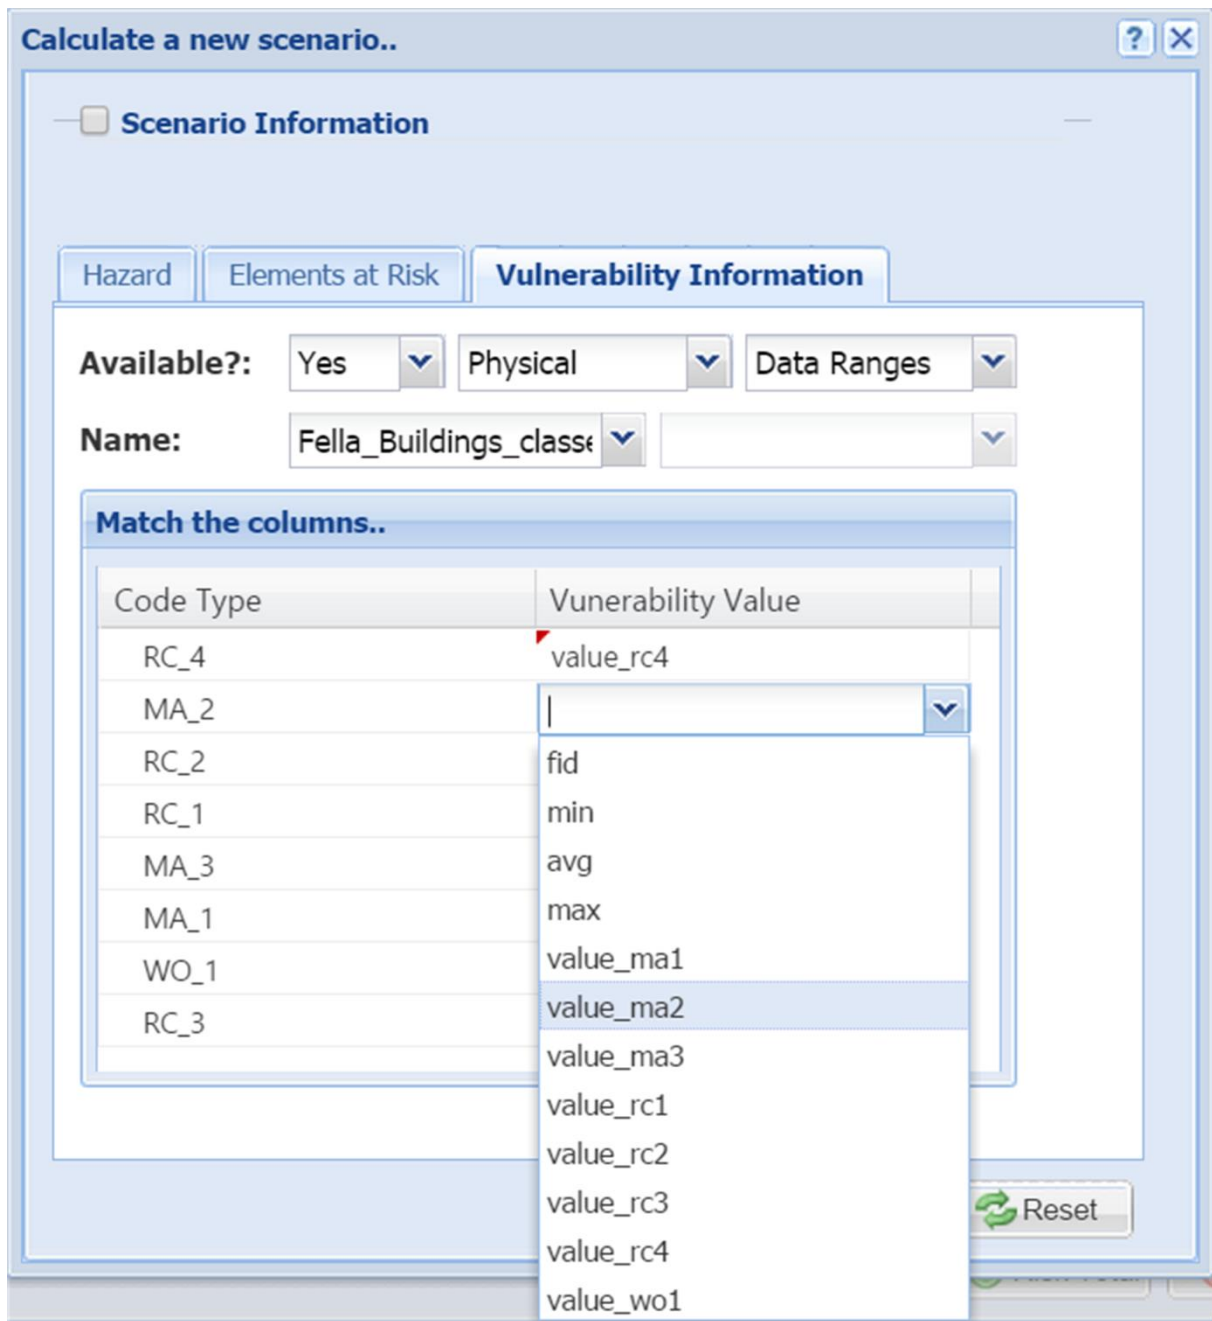 Calculate a new scenario..
?
Scenario Information
Hazard Elements at Risk Vulnerability Information
Available?: Yes Physical Data Ranges
Name: Fella_Buildings_classe
Match the columns..
Code Type Vunerability Value
RC_4 value_rc4
MA_2
RC_2
RC_1
MA_3
MA_1
WO_1
RC_3
fid
min
avg
max
value_ma1
value_ma2
value_ma3
value_rc1
value_rc2
value_rc3
value_rc4
value_wo1
Reset